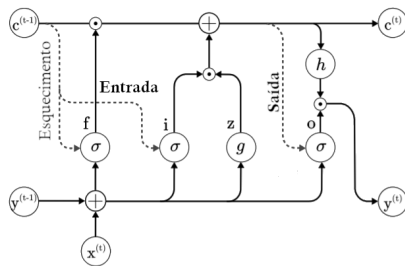 c(t-1)
c(t)
Esquecimento
Entrada
Saída
h
f
i
z
o
σ
σ
g
σ
y(t-1)
y(t)
x(t)